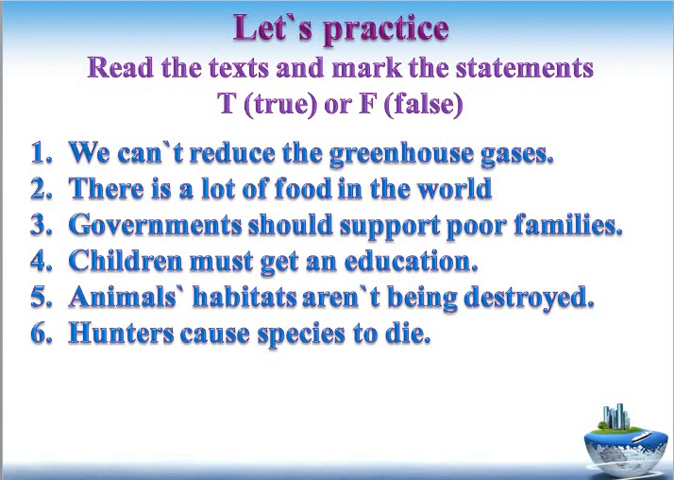 Let`s practice
Read the texts and mark the statements
T (true) or F (false)
1. We can`t reduce the greenhouse gases.
2. There is a lot of food in the world
3. Governments should support poor families.
4. Children must get an education.
5. Animals` habitats aren`t being destroyed.
6. Hunters cause species to die.